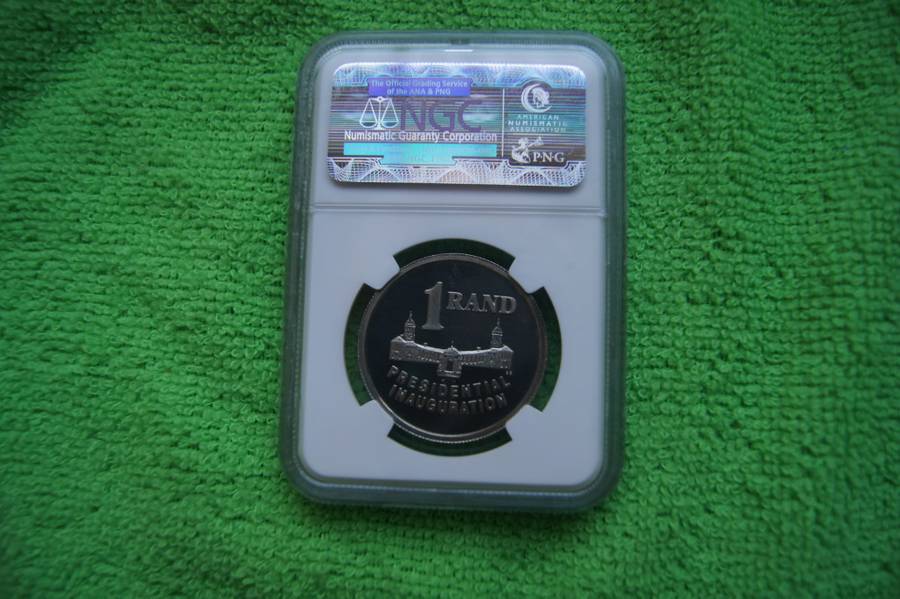 The Official Grading Service
of the ANA & PNG
NGC
Numismatic Guaranty Corporation
AMERICAN
NUMISMATIC
ASSOCIATION
PNG
1 RAND
PRESIDENTIAL
INAUGURATION